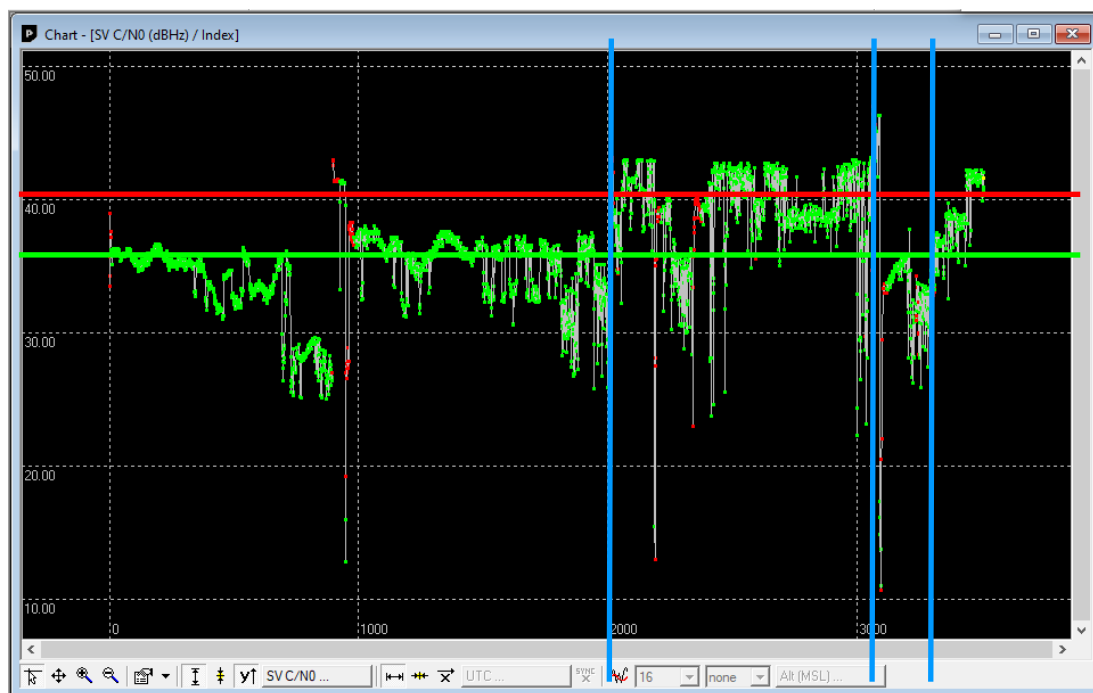 Chart - [SV C/N0 (dBHz) / Index]
50.00
40.00
30.00
20.00
10.00
0 1000 2000 3000
SV C/N0 ... UTC ... SYNC X 16 none Alt (MSL) ...